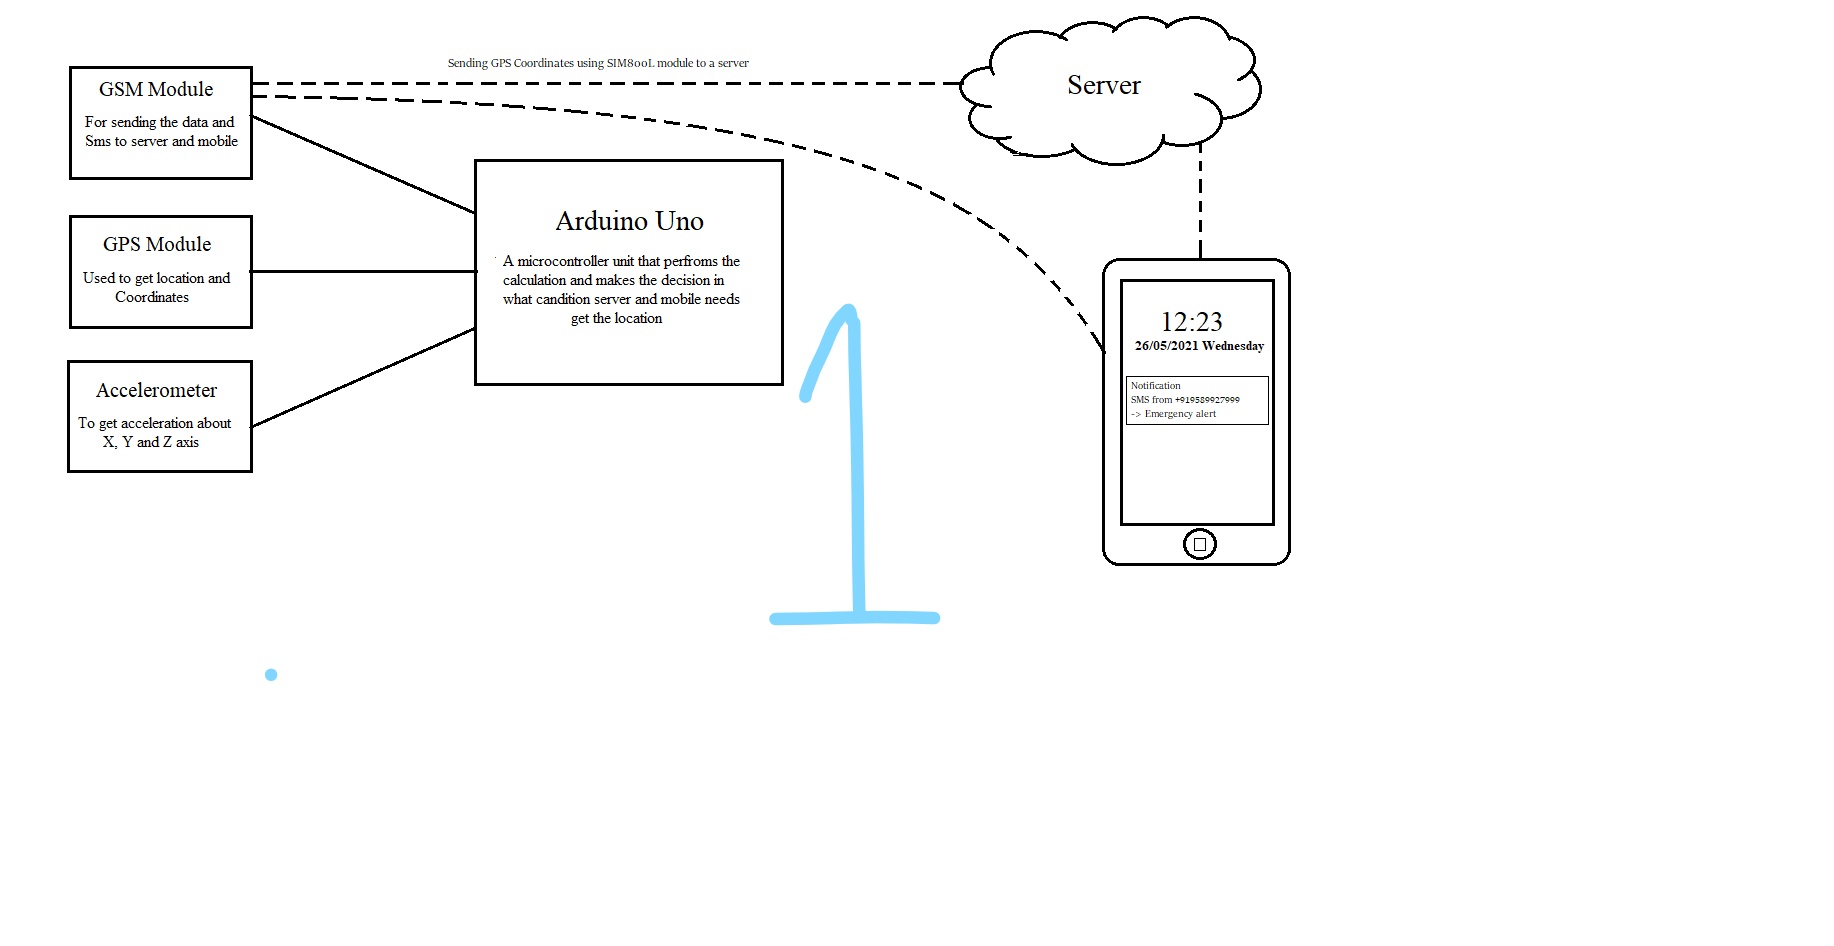 Sending GPS Coordinates using SIM800L module to a server
Server
GSM Module
For sending the data and
Sms to server and mobile
GPS Module
Used to get location and
Coordinates
Accelerometer
To get acceleration about
X, Y and Z axis
Arduino Uno
A microcontroller unit that perfroms the
calculation and makes the decision in
what candition server and mobile needs
get the location
1
12:23
26/05/2021 Wednesday
Notification
SMS from +919589927999
-> Emergency alert